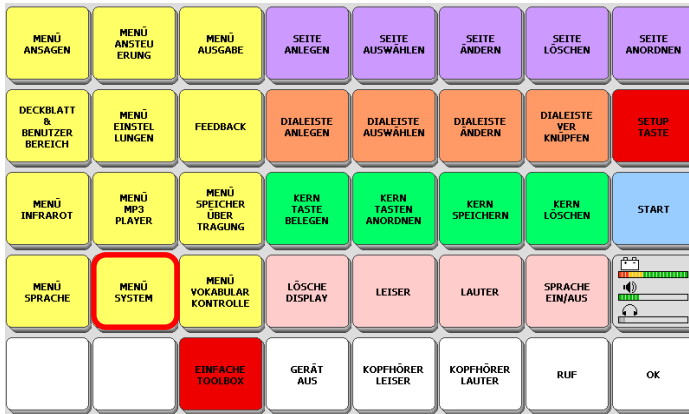 MENÜ
ANSAGEN
MENÜ
ANSTEU
ERUNG
MENÜ
AUSGABE
SEITE
ANLEGEN
SEITE
AUSWÄHLEN
SEITE
ÄNDERN
SEITE
LÖSCHEN
SEITE
ANORDNEN
DECKBLATT
&
BENUTZER
BEREICH
MENÜ
EINSTEL
LUNGEN
FEEDBACK
DIALEISTE
ANLEGEN
DIALEISTE
AUSWÄHLEN
DIALEISTE
ÄNDERN
DIALEISTE
VER
KNÜPFEN
SETUP
TASTE
MENÜ
INFRAROT
MENÜ
MP3
PLAYER
MENÜ
SPEICHER
ÜBER
TRAGUNG
KERN
TASTE
BELEGEN
KERN
TASTEN
ANORDNEN
KERN
SPEICHERN
KERN
LÖSCHEN
START
MENÜ
SPRACHE
MENÜ
SYSTEM
MENÜ
VOKABULAR
KONTROLLE
LÖSCHE
DISPLAY
LEISER
LAUTER
SPRACHE
EIN/AUS
EINFACHE
TOOLBOX
GERÄT
AUS
KOPFHÖRER
LEISER
KOPFHÖRER
LAUTER
RUF
OK